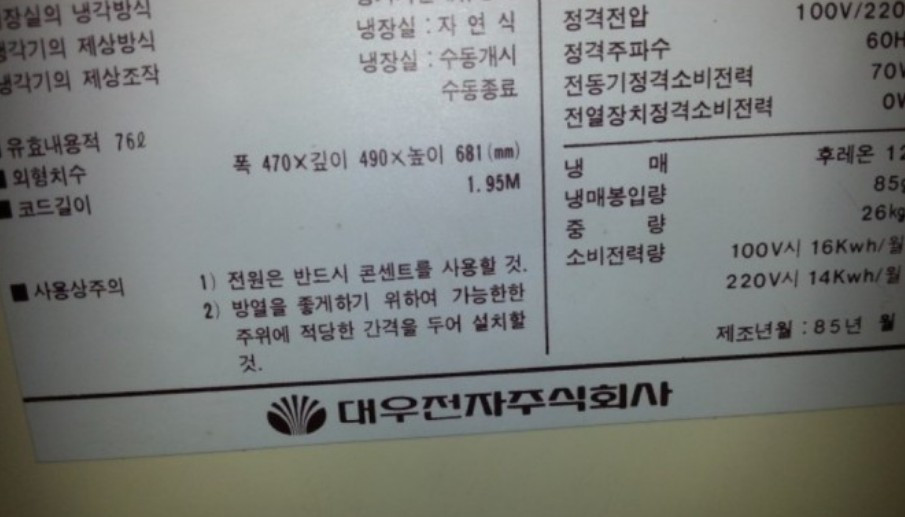 장실의 냉각방식
냉장실 : 자 연 식
각기의 제상방식
냉장실 : 수동개시
각기의 제상조작
수동종료
유효내용적 76ℓ
■ 외형치수 폭 470×깊이 490×높이 681(mm)
■ 코드길이 1.95M
■ 사용상주의 1) 전원은 반드시 콘센트를 사용할 것.
2) 방열을 좋게하기 위하여 가능한한
주위에 적당한 간격을 두어 설치할
것.
정격전압 100V/220
정격주파수 60H
전동기정격소비전력 70
전열장치정격소비전력 0
냉 매 후레온 12
냉매봉입량 85g
중 량 26kg
소비전력량 100V시 16Kwh/월
220V시 14Kwh/월
제조년월 : 85년 월
대우전자주식회사